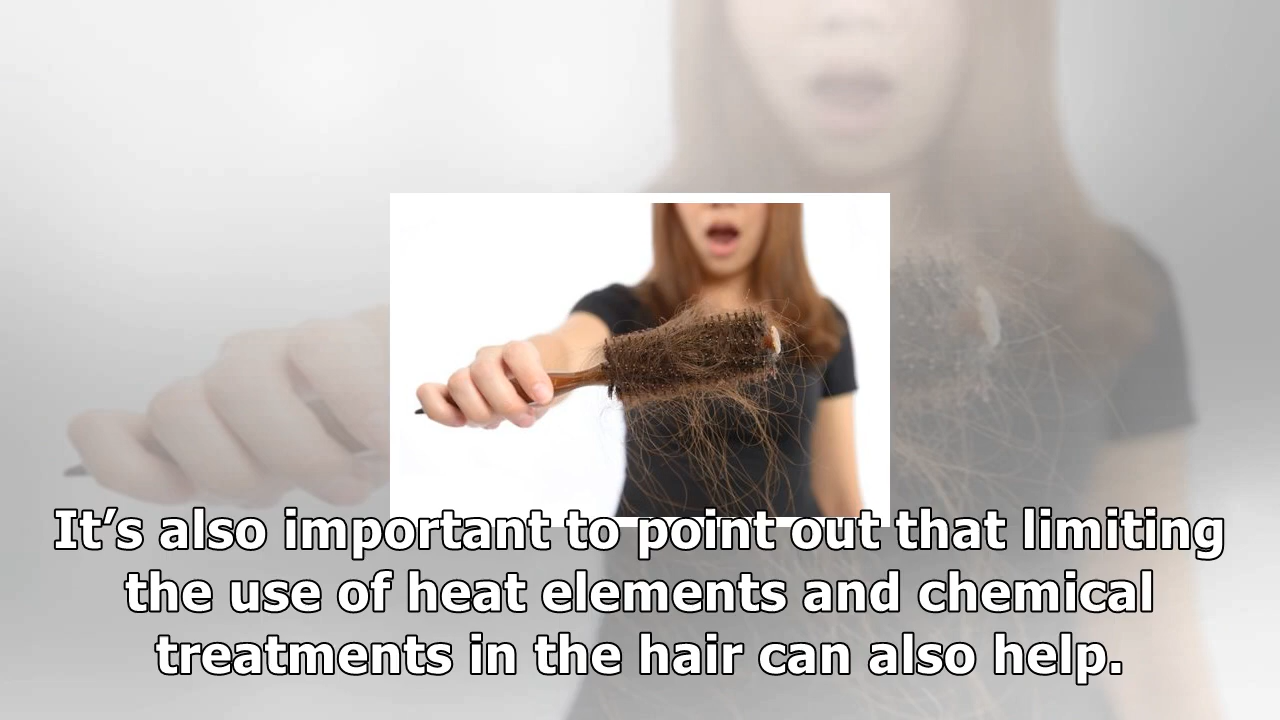 It’s also important to point out that limiting
the use of heat elements and chemical
treatments in the hair can also help.